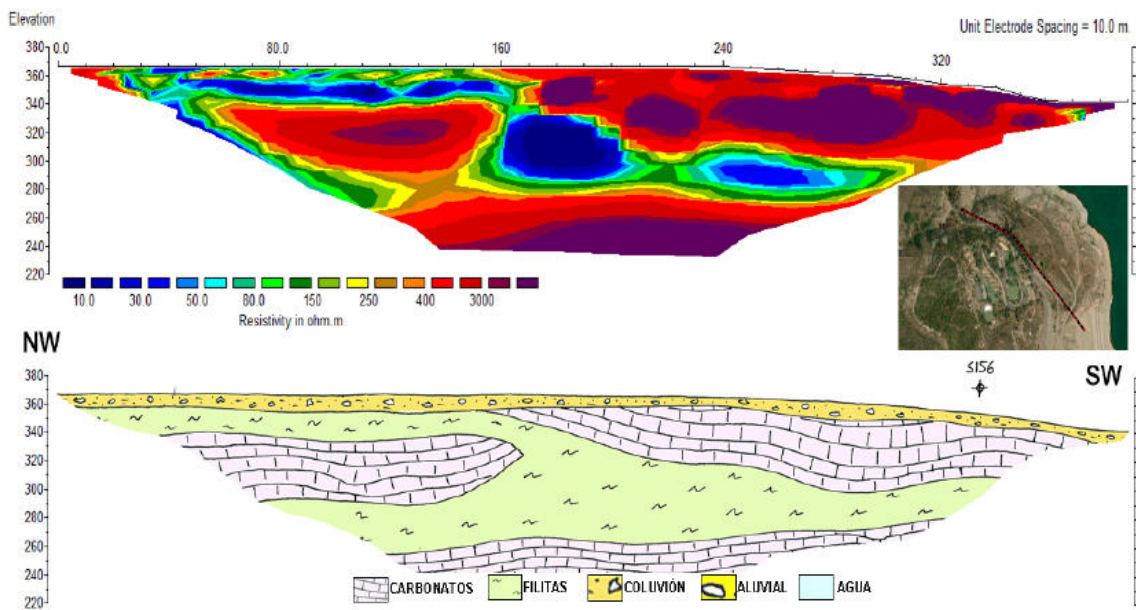 Elevation
Unit Electrode Spacing = 10.0 m.
380 0.0 80.0 160 240 320
360
340
320
300
280
260
240
220
10.0 30.0 50.0 80.0 150 250 400 3000
Resistivity in ohm.m
NW
S156
SW
380
360
340
320
300
280
260
240
220
CARBONATOS FILITAS COLUVIÓN ALUVIAL AGUA